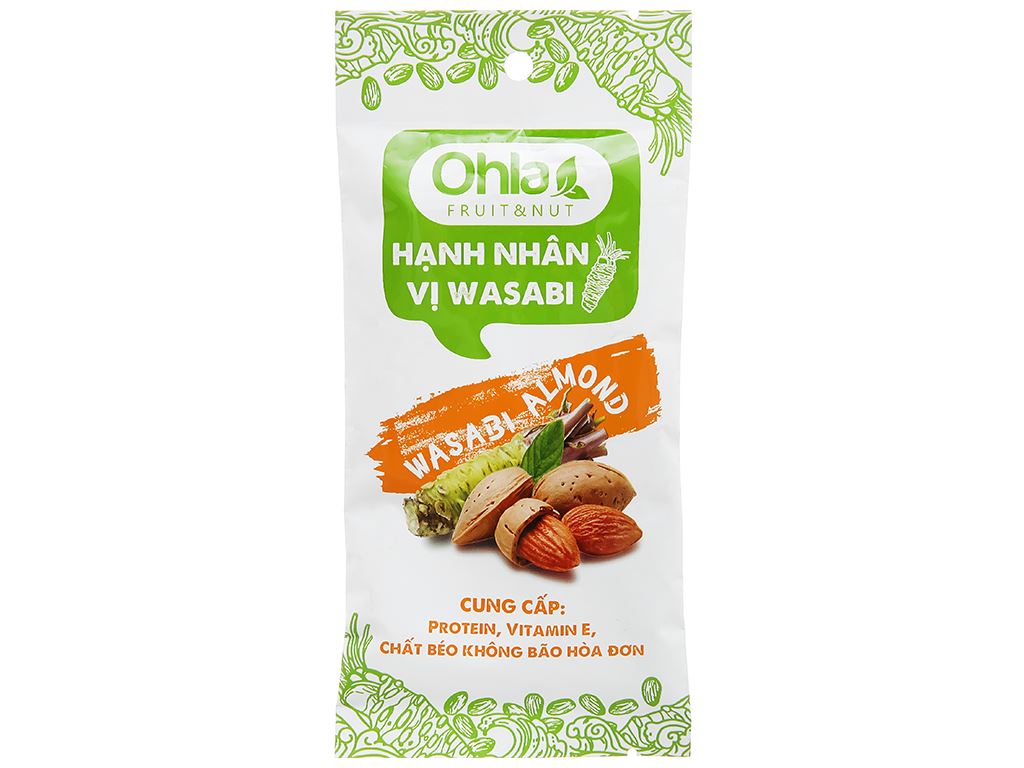 Ohla
FRUIT&NUT
HẠNH NHÂN
VỊ WASABI
WASABI ALMOND
CUNG CẤP:
PROTEIN, VITAMIN E,
CHẤT BÉO KHÔNG BÃO HÒA ĐƠN